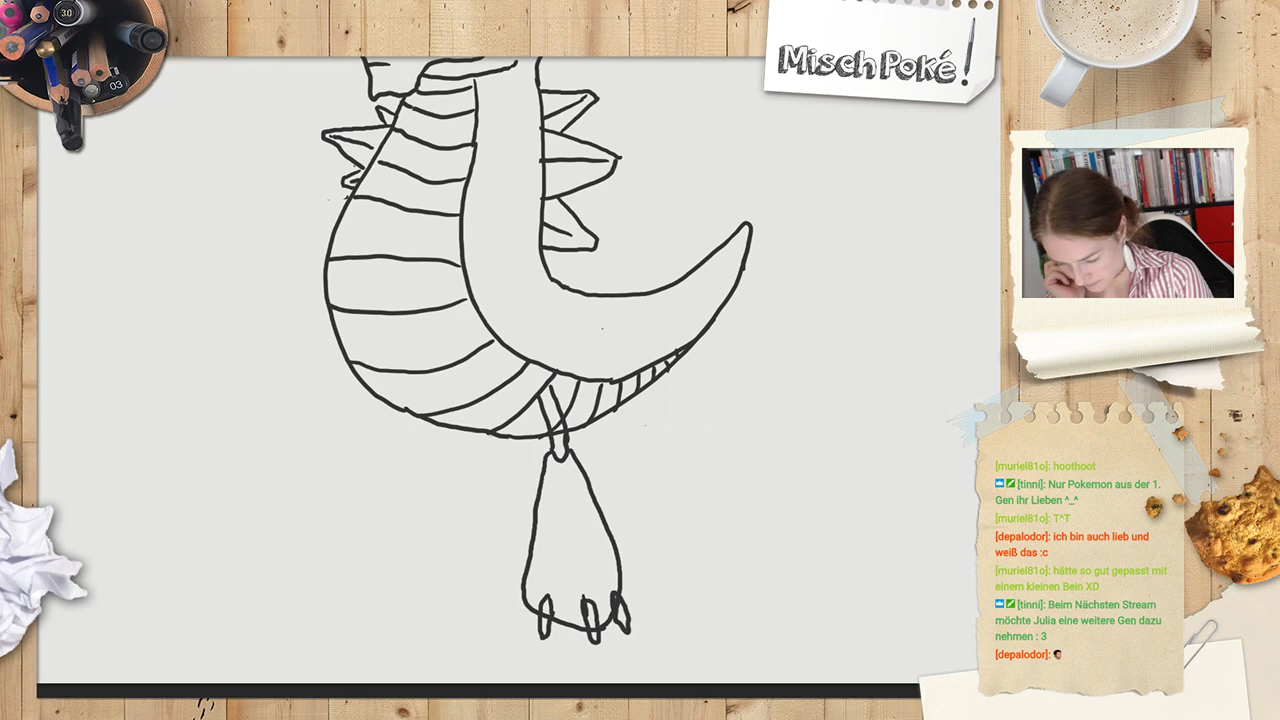 3.0
03
Misch Poké!
[muriel81o]: hoothoot
[tinni]: Nur Pokemon aus der 1.
Gen ihr Lieben ^_^
[muriel81o]: T^T
[depalodor]: ich bin auch lieb und
weiß das :c
[muriel81o]: hätte so gut gepasst mit
einem kleinen Bein XD
[tinni]: Beim Nächsten Stream
möchte Julia eine weitere Gen dazu
nehmen : 3
[depalodor]: